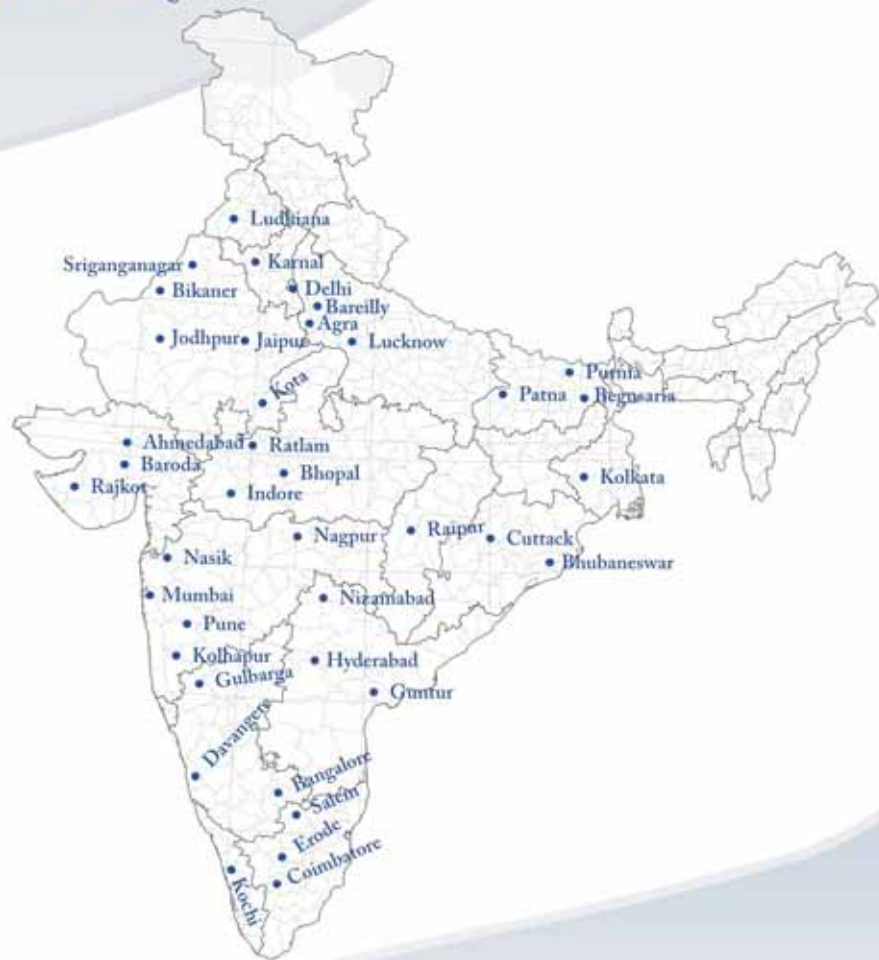 Ludhiana
Sriganganagar
Karnal
Bikaner
Delhi
Bareilly
Agra
Jodhpur
Jaipur
Lucknow
Kota
Purnia
Patna
Begusaria
Ahmedabad
Ratlam
Baroda
Bhopal
Rajkot
Indore
Kolkata
Nagpur
Raipur
Cuttack
Nasik
Bhubaneswar
Mumbai
Nizamabad
Pune
Kolhapur
Hyderabad
Gulbarga
Guntur
Davangere
Bangalore
Salem
Erode
Coimbatore
Kochi